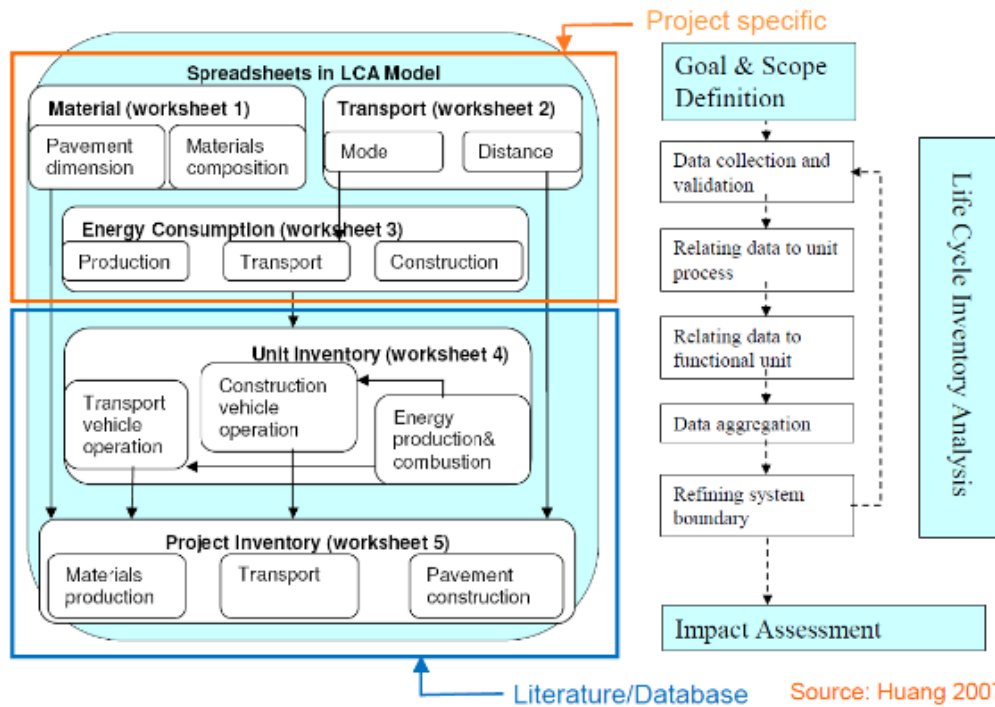 Project specific
Spreadsheets in LCA Model
Material (worksheet 1)
Pavement
dimension
Materials
composition
Transport (worksheet 2)
Mode
Distance
Energy Consumption (worksheet 3)
Production
Transport
Construction
Unit Inventory (worksheet 4)
Transport
vehicle
operation
Construction
vehicle
operation
Energy
production&
combustion
Project Inventory (worksheet 5)
Materials
production
Transport
Pavement
construction
Literature/Database
Goal & Scope
Definition
Data collection and
validation
Relating data to unit
process
Relating data to
functional unit
Data aggregation
Refining system
boundary
Impact Assessment
Life Cycle Inventory Analysis
Source: Huang 2007